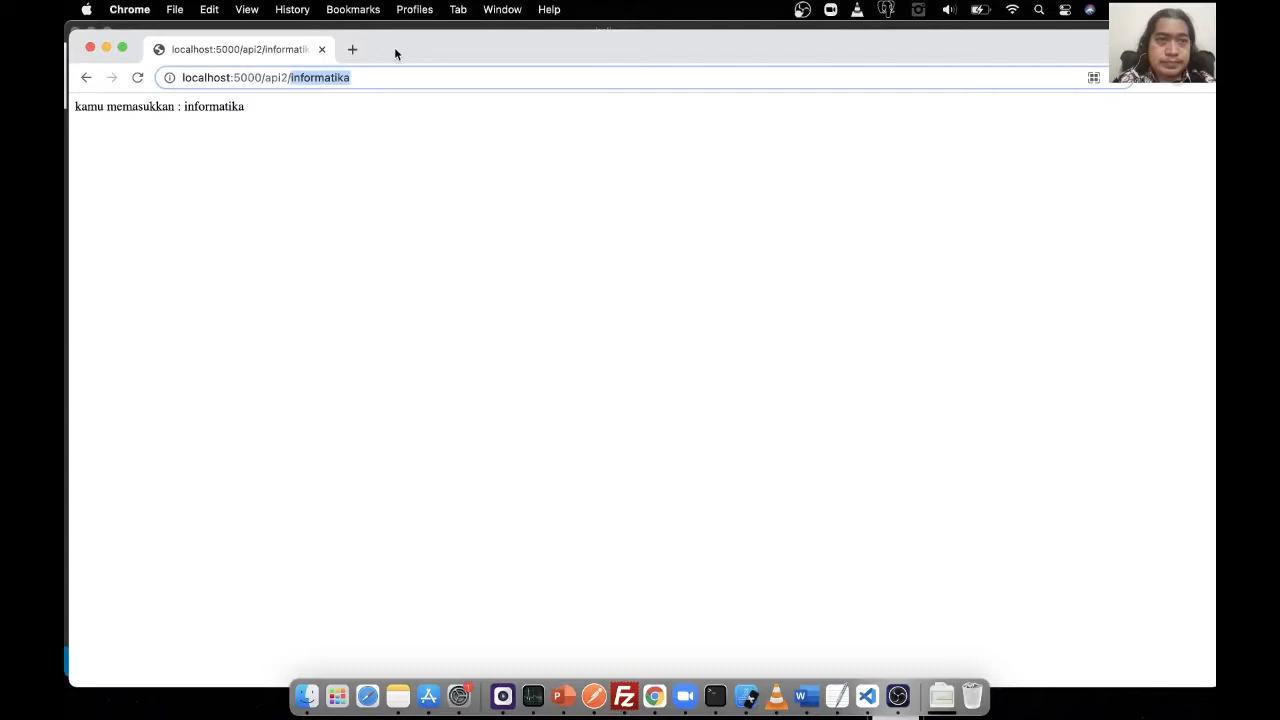 Chrome File Edit View History Bookmarks Profiles Tab Window Help
localhost:5000/api2/informatik
localhost:5000/api2/informatika
kamu memasukkan : informatika